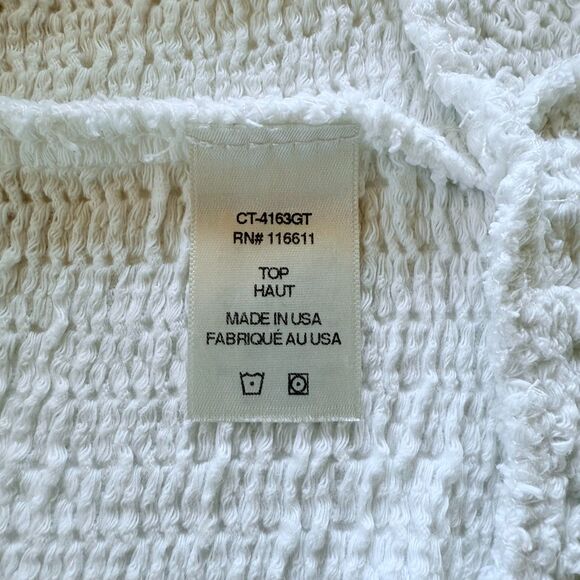 CT-4163GT
RN# 116611
TOP
HAUT
MADE IN USA
FABRIQUÉ AU USA